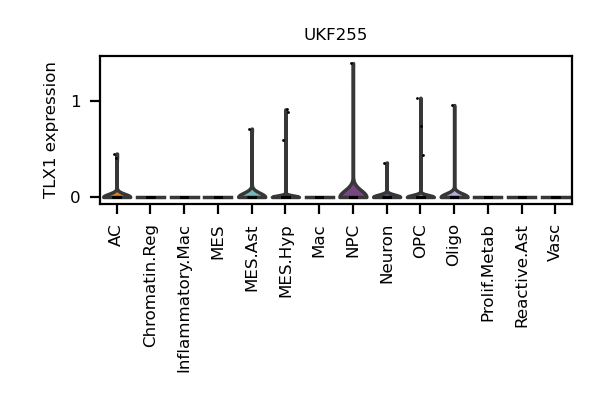 UKF255
TLX1 expression
1
0
AC
Chromatin.Reg
Inflammatory.Mac
MES
MES.Ast
MES.Hyp
Mac
NPC
Neuron
OPC
Oligo
Prolif.Metab
Reactive.Ast
Vasc